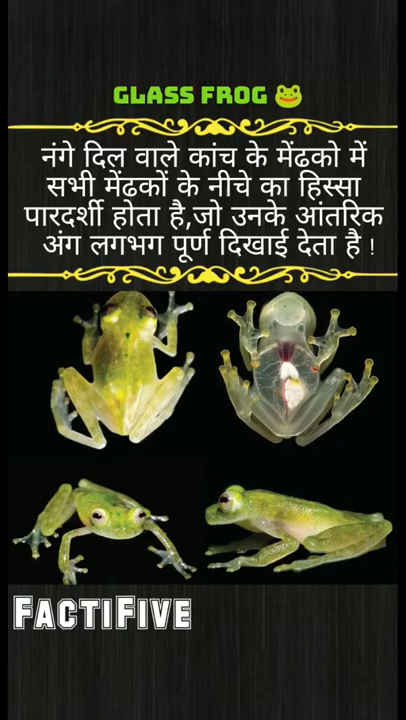 GLASS FROG 🐸
नंगे दिल वाले कांच के मेंढको में
सभी मेंढकों के नीचे का हिस्सा
पारदर्शी होता है,जो उनके आंतरिक
अंग लगभग पूर्ण दिखाई देता है !
FACTIFIVE